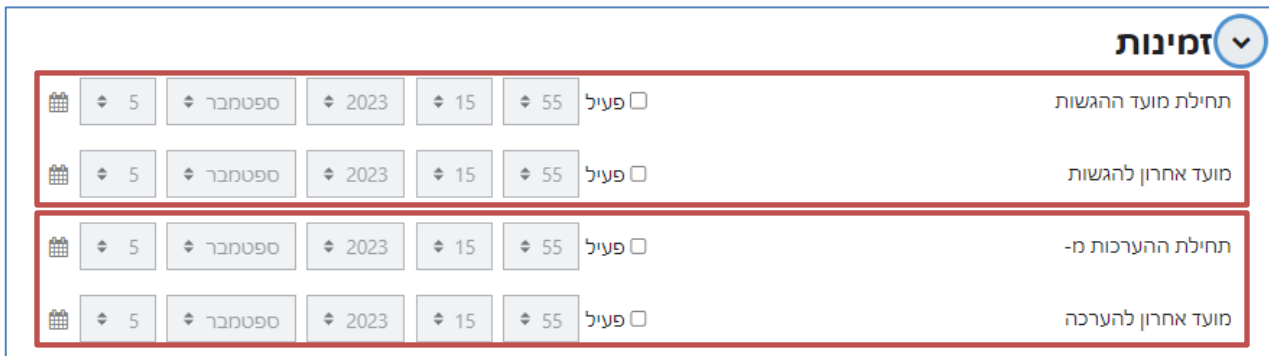 זמינות
תחילת מועד ההגשות פעיל 55 15 2023 ספטמבר 5
מועד אחרון להגשות פעיל 55 15 2023 ספטמבר 5
תחילת ההערכות מ- פעיל 55 15 2023 ספטמבר 5
מועד אחרון להערכה פעיל 55 15 2023 ספטמבר 5